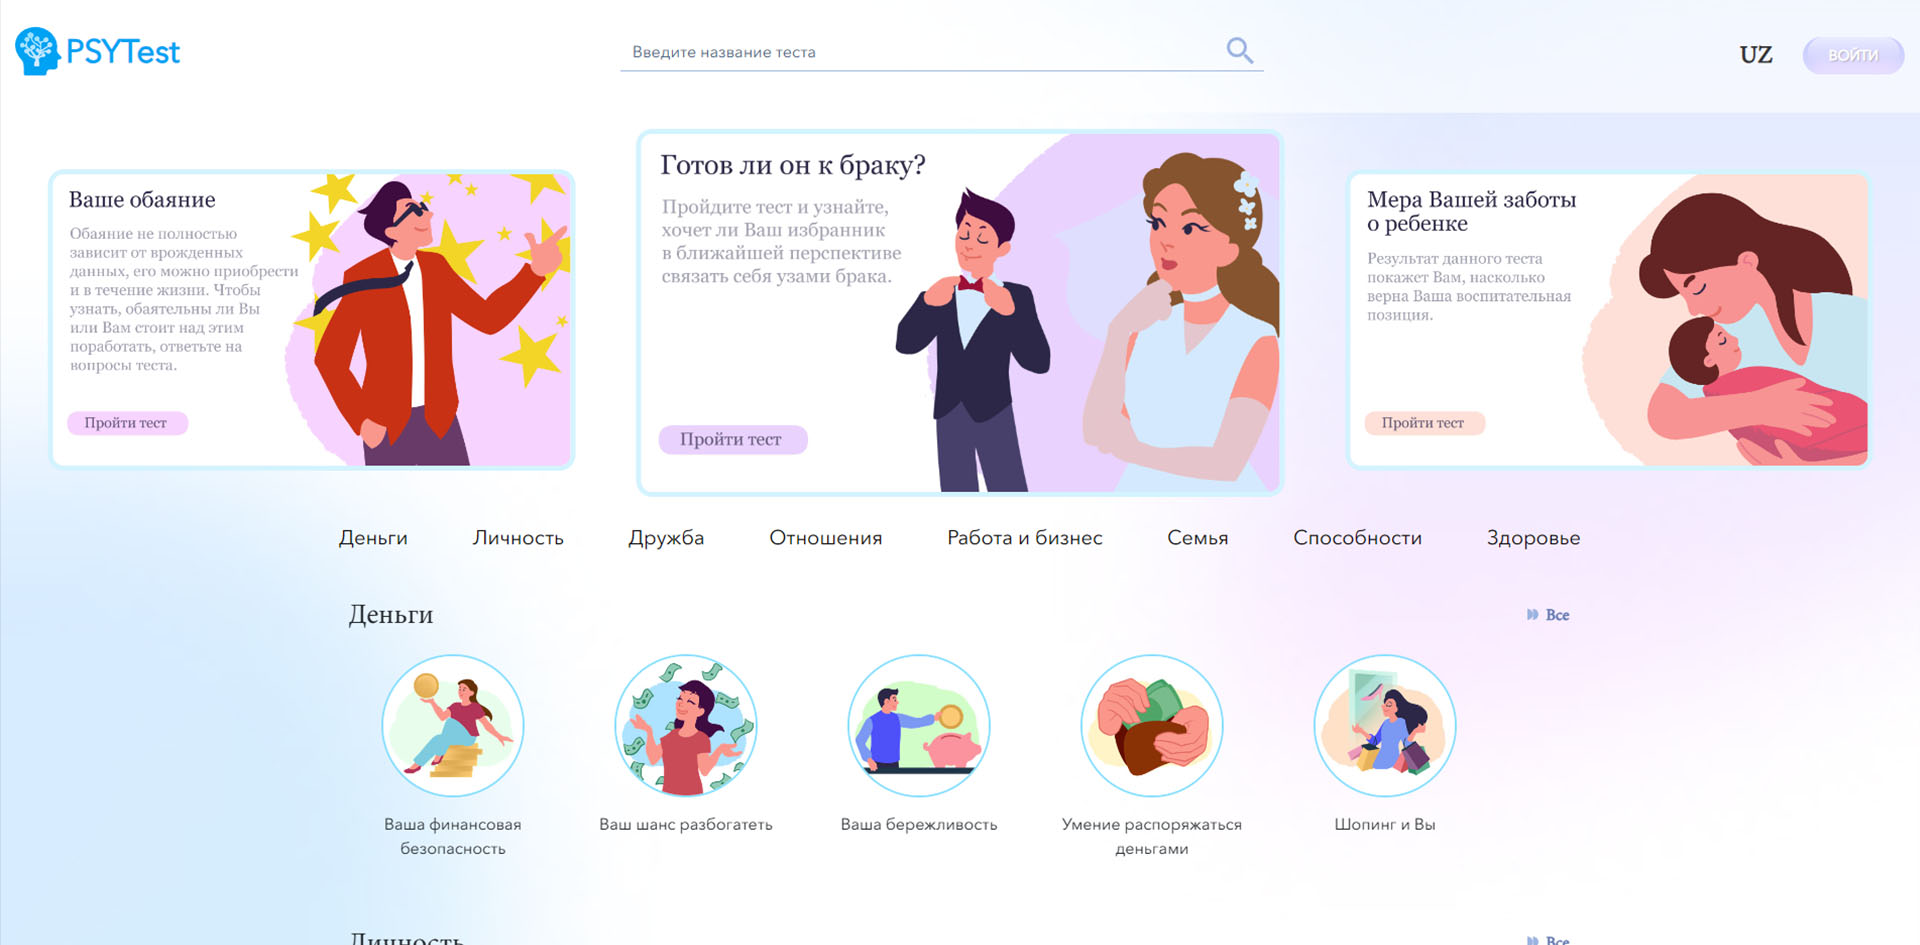 PSYTest
Введите название теста
UZ
ВОЙТИ
Ваше обаяние
Обаяние не полностью
зависит от врожденных
данных, его можно приобрести
и в течение жизни. Чтобы
узнать, обаятельны ли Вы
или Вам стоит над этим
поработать, ответьте на
вопросы теста.
Пройти тест
Готов ли он к браку?
Пройдите тест и узнайте,
хочет ли Ваш избранник
в ближайшей перспективе
связать себя узами брака.
Пройти тест
Мера Вашей заботы
о ребенке
Результат данного теста
покажет Вам, насколько
верна Ваша воспитательная
позиция.
Пройти тест
Деньги Личность Дружба Отношения Работа и бизнес Семья Способности Здоровье
Деньги
Все
Ваша финансовая
безопасность
Ваш шанс разбогатеть
Ваша бережливость
Умение распоряжаться
деньгами
Шопинг и Вы
Личность
Все